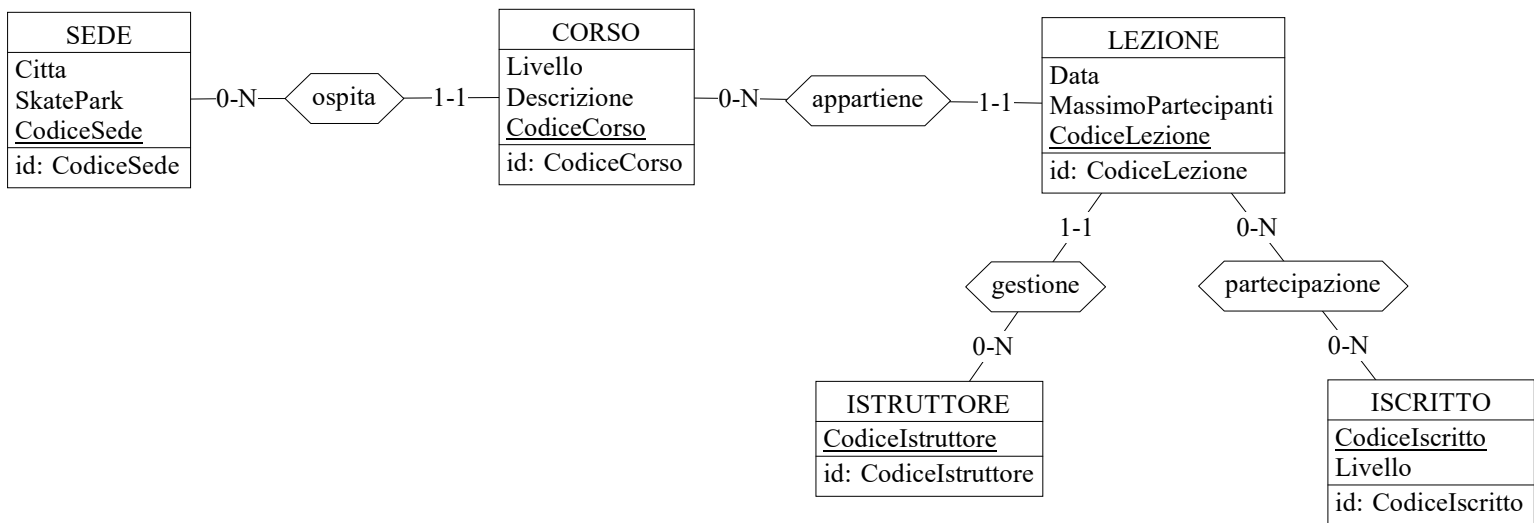 SEDE
Citta
SkatePark
CodiceSede
id: CodiceSede
0-N
ospita
1-1
CORSO
Livello
Descrizione
CodiceCorso
id: CodiceCorso
0-N
appartiene
1-1
LEZIONE
Data
MassimoPartecipanti
CodiceLezione
id: CodiceLezione
1-1
gestione
0-N
ISTRUTTORE
CodiceIstruttore
id: CodiceIstruttore
0-N
partecipazione
0-N
ISCRITTO
CodiceIscritto
Livello
id: CodiceIscritto